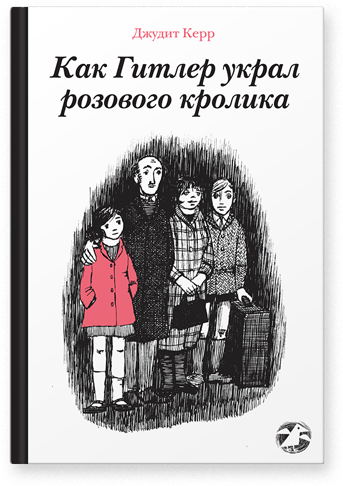 Джудит Керр
Как Гитлер украл
розового кролика